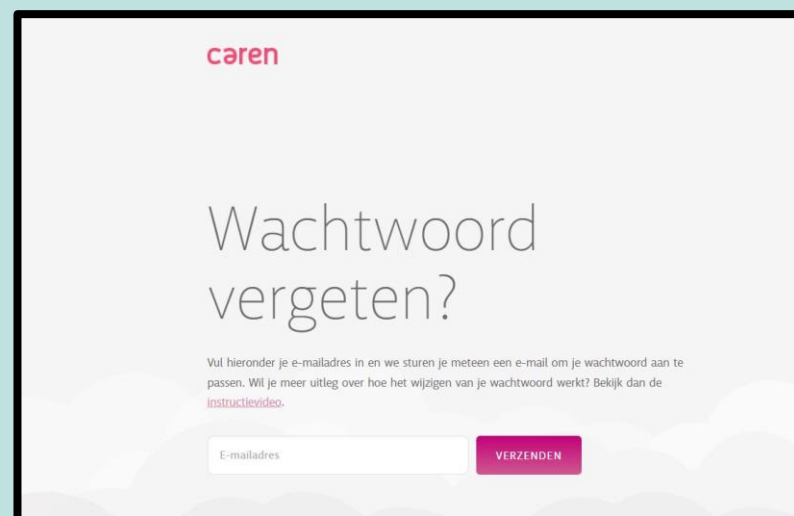 caren
Wachtwoord
vergeten?
Vul hieronder je e-mailadres in en we sturen je meteen een e-mail om je wachtwoord aan te
passen. Wil je meer uitleg over hoe het wijzigen van je wachtwoord werkt? Bekijk dan de
instructievideo.
E-mailadres
VERZENDEN